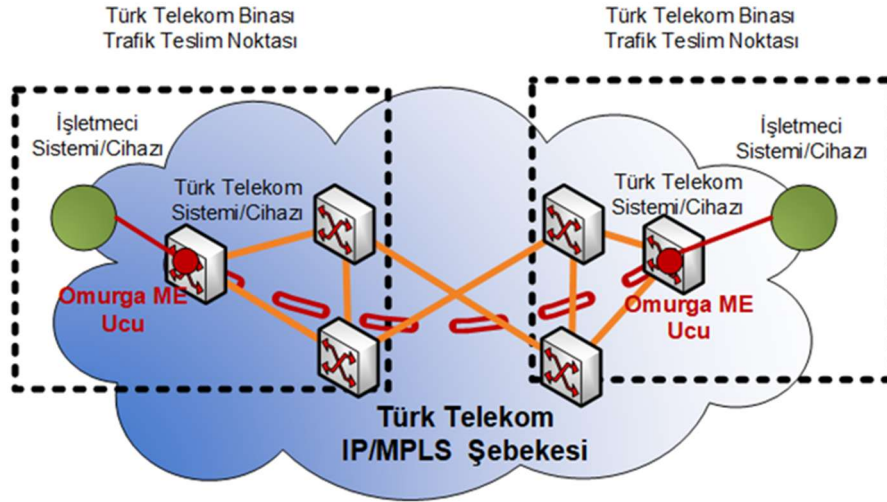 Türk Telekom Binası
Trafik Teslim Noktası
Türk Telekom Binası
Trafik Teslim Noktası
İşletmeci
Sistemi/Cihazı
İşletmeci
Sistemi/Cihazı
Türk Telekom
Sistemi/Cihazı
Türk Telekom
Sistemi/Cihazı
Omurga ME
Ucu
Omurga ME
Ucu
Türk Telekom
IP/MPLS Şebekesi